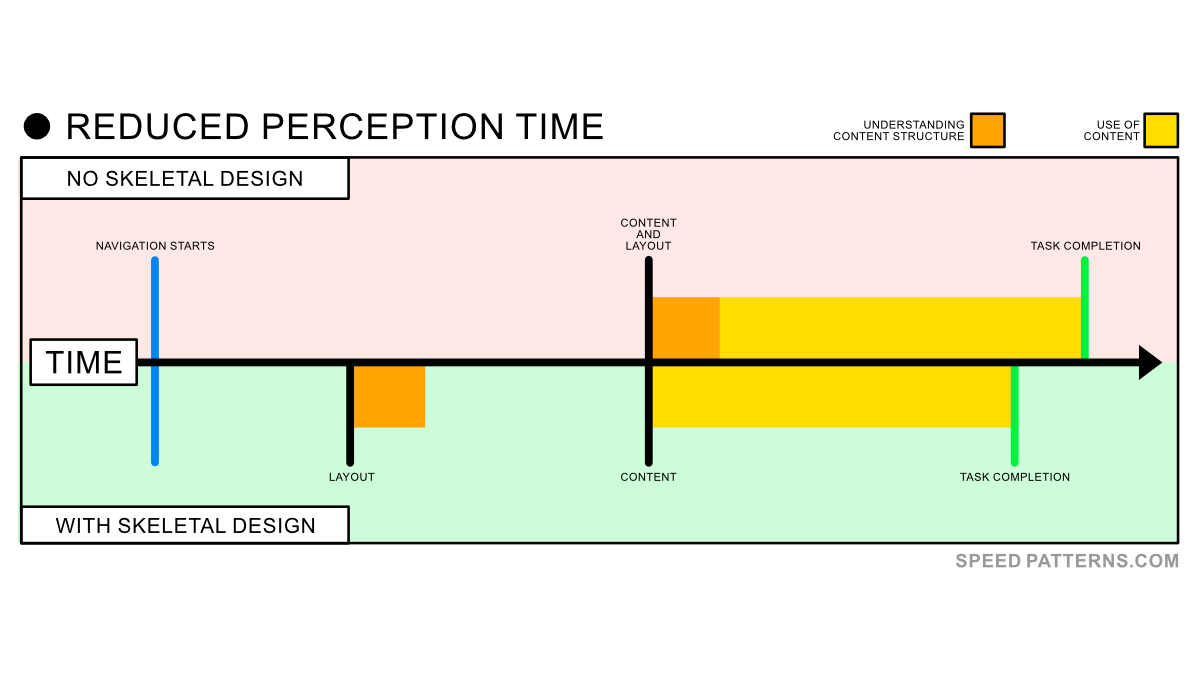 REDUCED PERCEPTION TIME
UNDERSTANDING
CONTENT STRUCTURE
USE OF
CONTENT
NO SKELETAL DESIGN
NAVIGATION STARTS
CONTENT
AND
LAYOUT
TASK COMPLETION
TIME
LAYOUT
CONTENT
TASK COMPLETION
WITH SKELETAL DESIGN
SPEED PATTERNS.COM